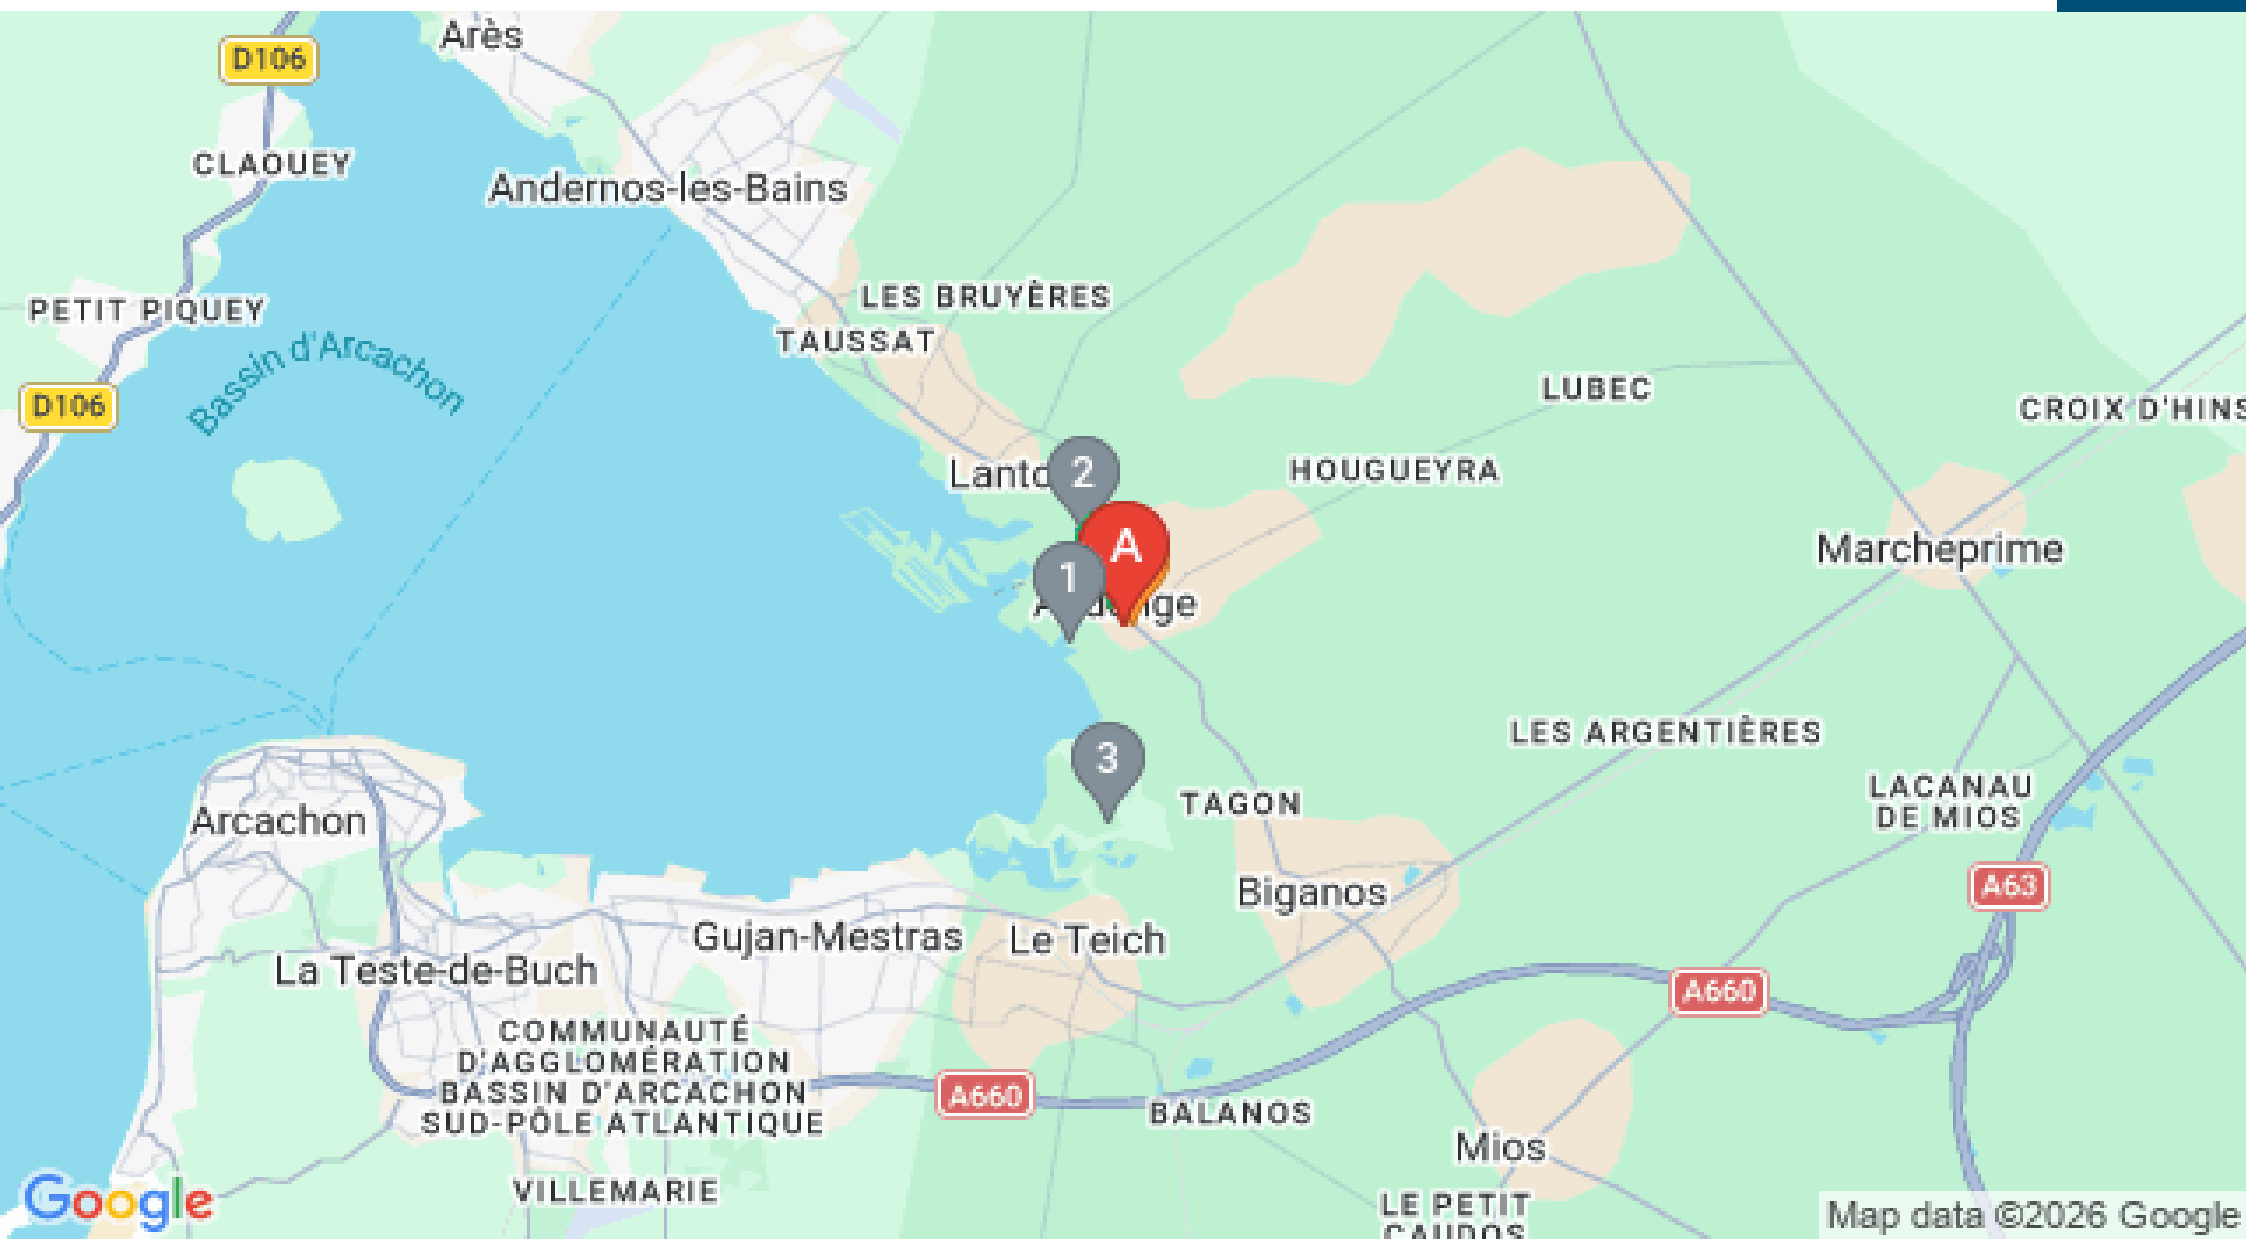 Arès
D106
CLAOUEY
Andernos-les-Bains
LES BRUYÈRES
PETIT PIQUEY
TAUSSAT
Bassin d'Arcachon
LUBEC
D106
CROIX D'HINS
2
HOUGUEYRA
A
Marcheprime
1
LES ARGENTIÈRES
3
TAGON
LACANAU
DE MIOS
Arcachon
A63
Biganos
Gujan-Mestras
Le Teich
La Teste-de-Buch
A660
COMMUNAUTÉ
D'AGGLOMÉRATION
BASSIN D'ARCACHON
SUD-PÔLE ATLANTIQUE
A660
BALANOS
Mios
VILLEMARIE
LE PETIT
CAUDOS
Google
Map data ©2026 Google